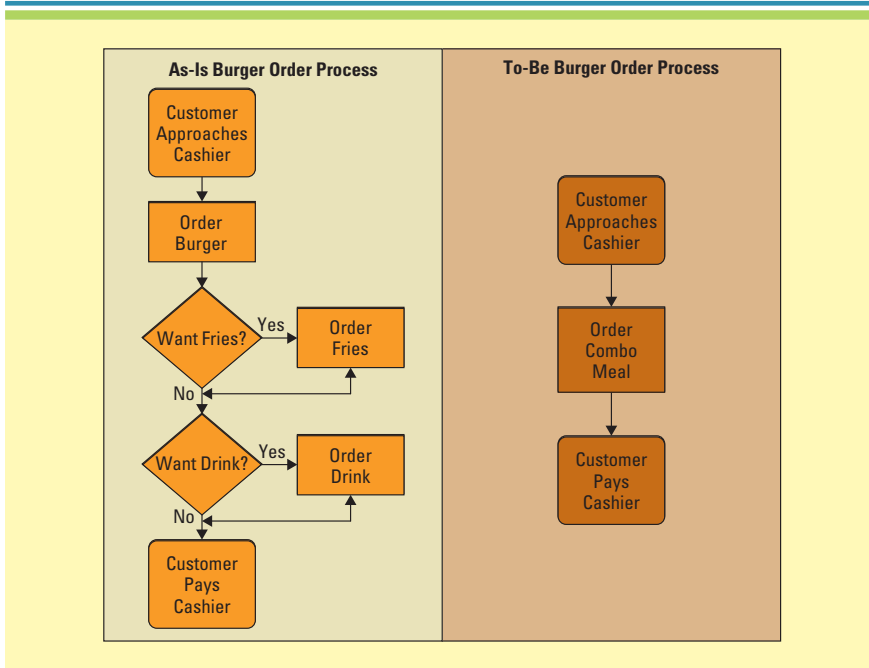 As-Is Burger Order Process
Customer
Approaches
Cashier
Order
Burger
Want Fries?
Yes
Order
Fries
No
Want Drink?
Yes
Order
Drink
No
Customer
Pays
Cashier
To-Be Burger Order Process
Customer
Approaches
Cashier
Order
Combo
Meal
Customer
Pays
Cashier